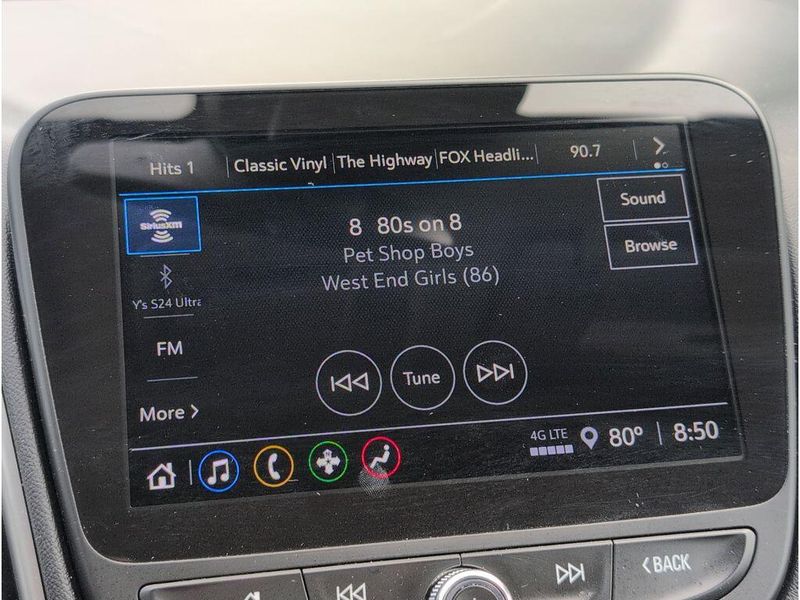 Hits 1
Classic Vinyl
The Highway
FOX Headli...
90.7
SiriusXM
8 80s on 8
Pet Shop Boys
West End Girls (86)
Sound
Browse
Y's S24 Ultra
FM
More
Tune
4G LTE
80°
8:50
BACK